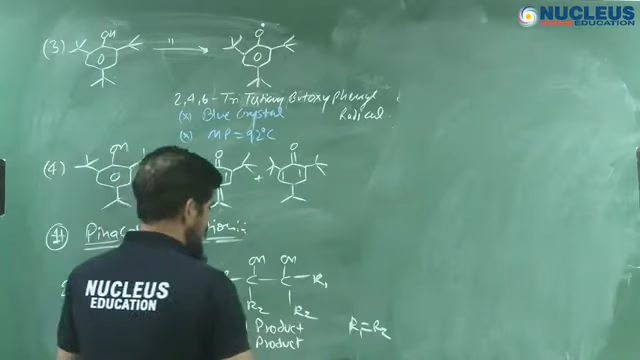 NUCLEUS
EDUCATION
(3) OH 11 O
2,4,6-Tri Tertiary Butoxy phenyl
Radical
(x) Blue Crystal
(x) MP = 92°C
(4) OH O + O
OH OH
C - C - R₁
R₂ R₂
Product R₁=R₂
Product
NUCLEUS
EDUCATION